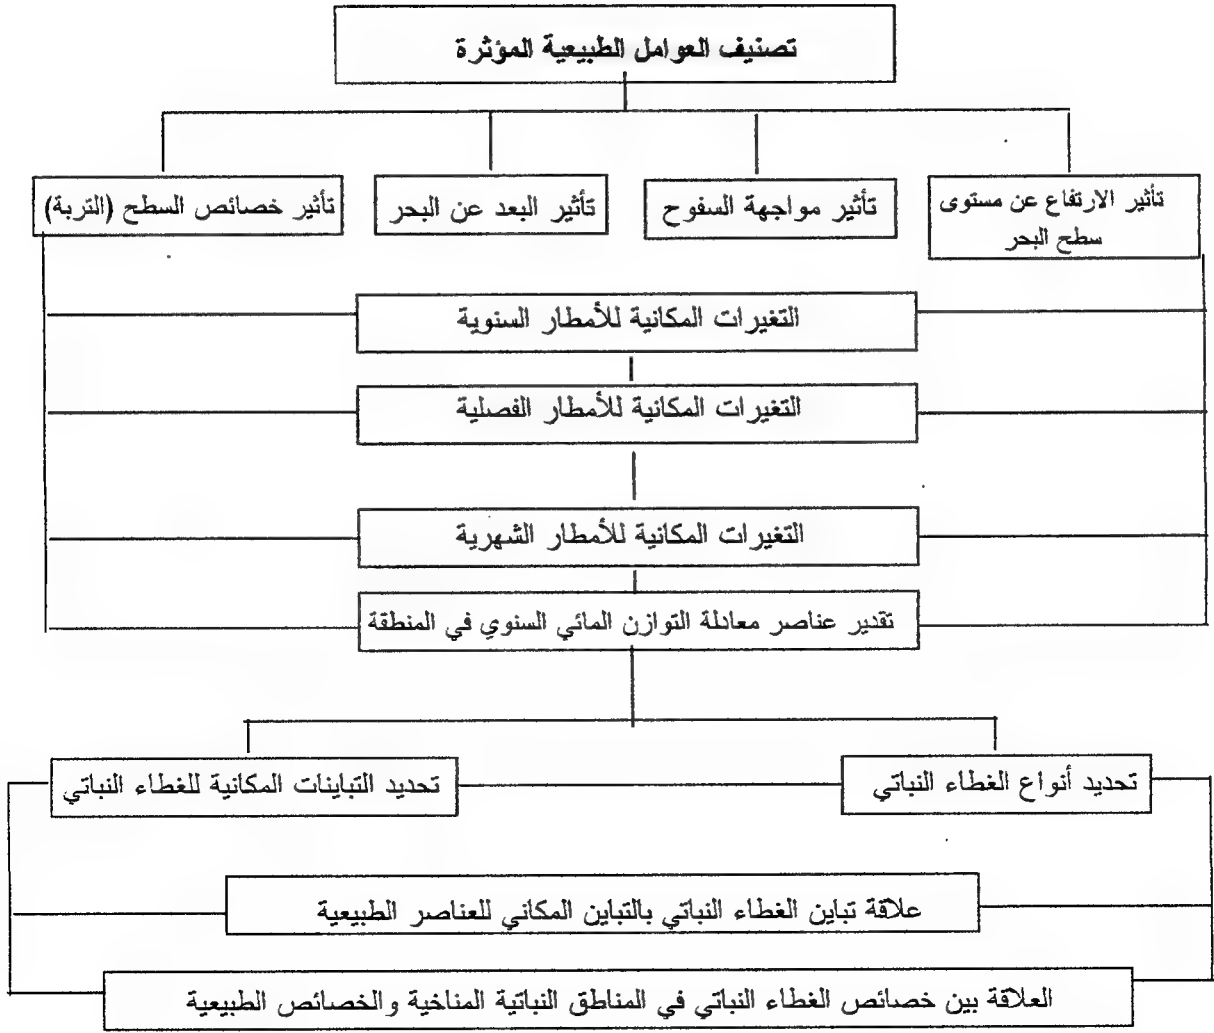 تصنيف العوامل الطبيعية المؤثرة
تأثير الارتفاع عن مستوى
سطح البحر
تأثير مواجهة السفوح
تأثير البعد عن البحر
تأثير خصائص السطح (التربة)
التغيرات المكانية للأمطار السنوية
التغيرات المكانية للأمطار الفصلية
التغيرات المكانية للأمطار الشهرية
تقدير عناصر معادلة التوازن المائي السنوي في المنطقة
تحديد أنواع الغطاء النباتي
تحديد التباينات المكانية للغطاء النباتي
علاقة تباين الغطاء النباتي بالتباين المكاني للعناصر الطبيعية
العلاقة بين خصائص الغطاء النباتي في المناطق النباتية المناخية والخصائص الطبيعية